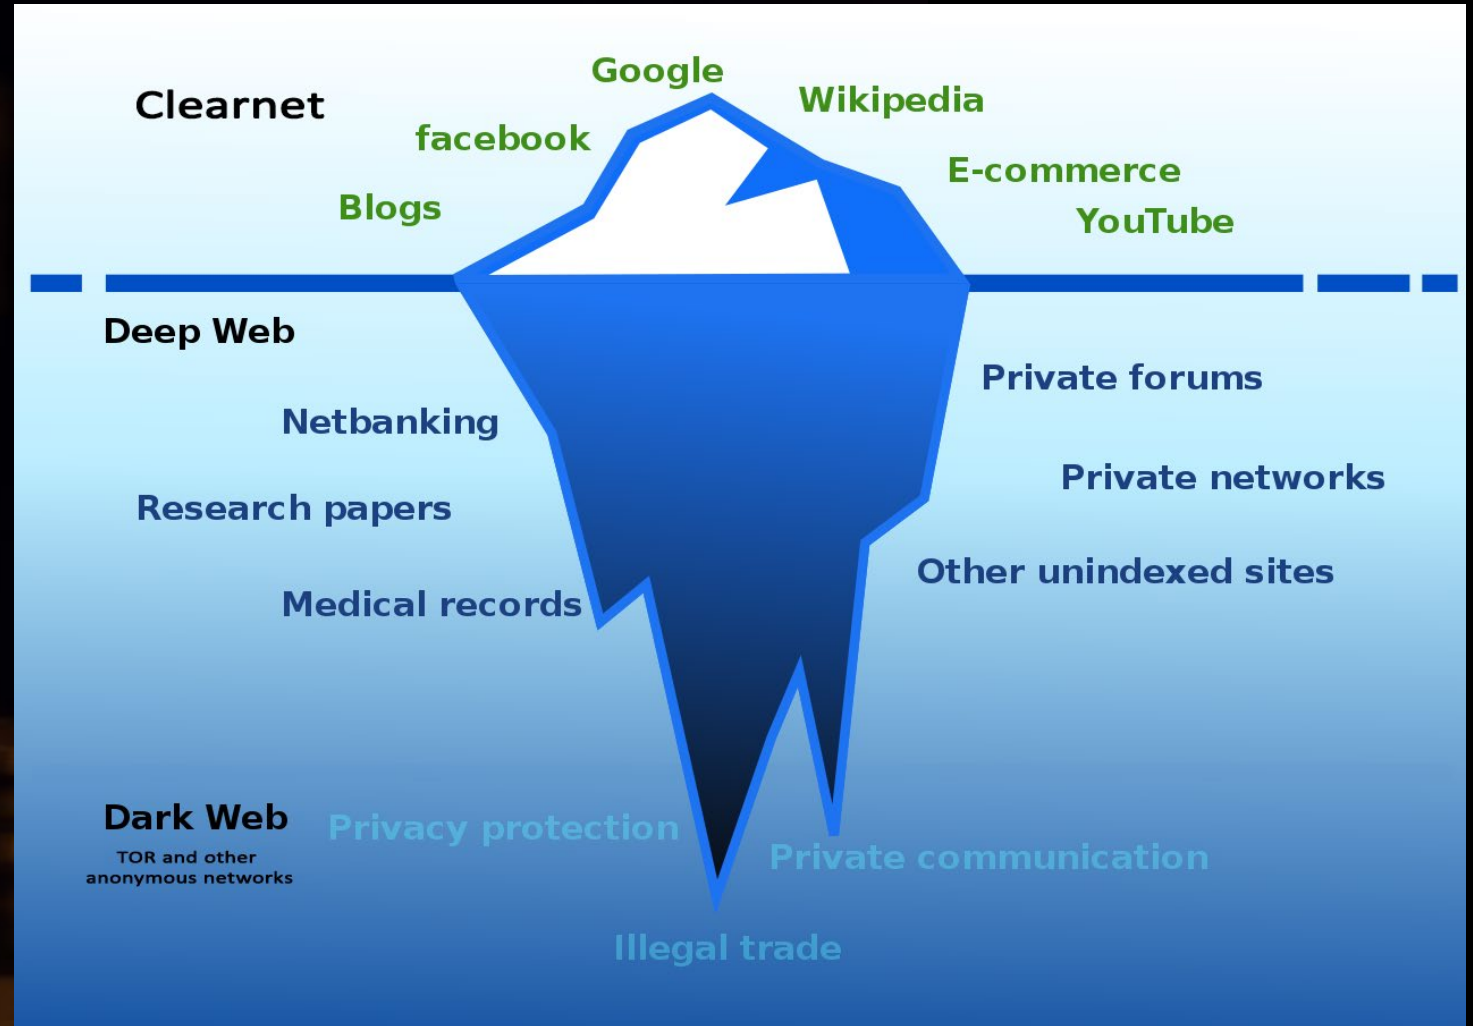 Google
Clearnet
Wikipedia
facebook
E-commerce
Blogs
YouTube
Deep Web
Private forums
Netbanking
Private networks
Research papers
Other unindexed sites
Medical records
Dark Web
Privacy protection
TOR and other
anonymous networks
Private communication
Illegal trade